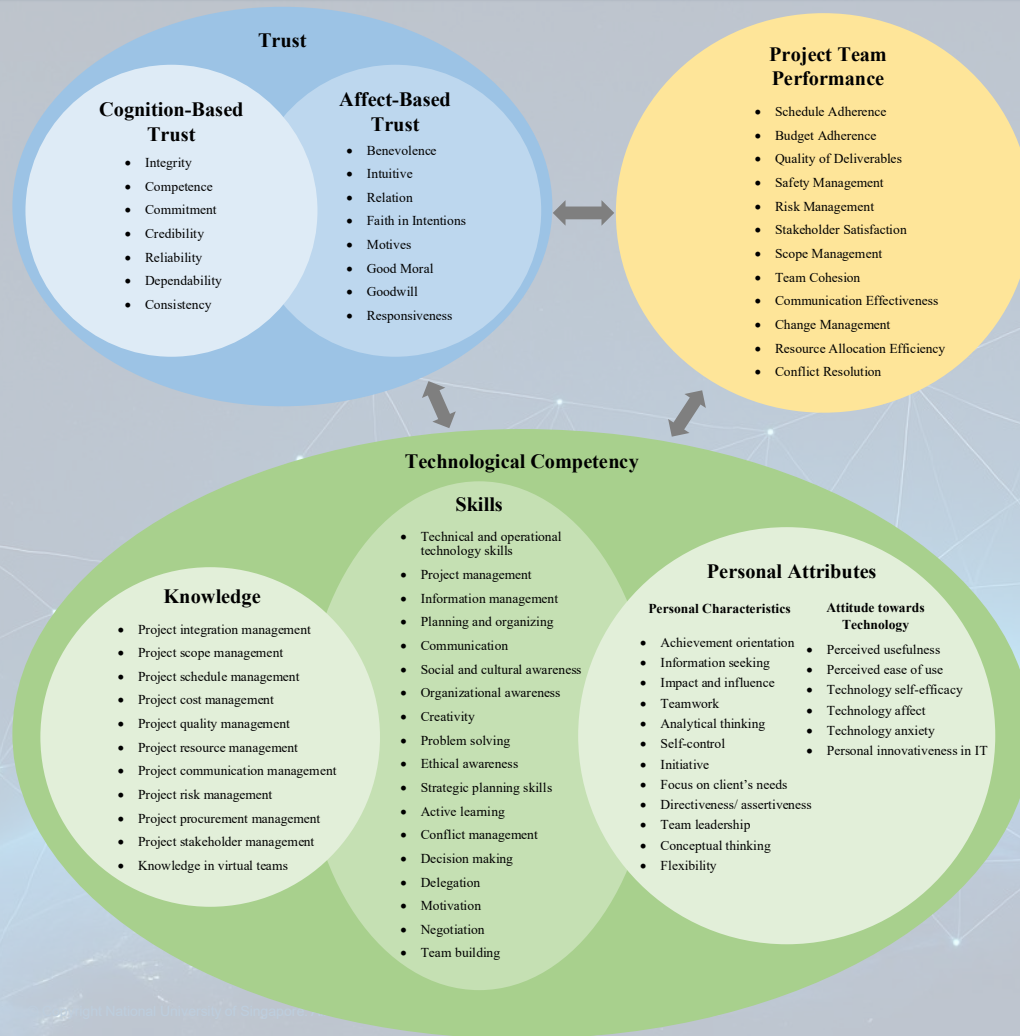 Trust
Cognition-Based
Trust
• Integrity
• Competence
• Commitment
• Credibility
• Reliability
• Dependability
• Consistency
Affect-Based
Trust
• Benevolence
• Intuitive
• Relation
• Faith in Intentions
• Motives
• Good Moral
• Goodwill
• Responsiveness
Project Team
Performance
• Schedule Adherence
• Budget Adherence
• Quality of Deliverables
• Safety Management
• Risk Management
• Stakeholder Satisfaction
• Scope Management
• Team Cohesion
• Communication Effectiveness
• Change Management
• Resource Allocation Efficiency
• Conflict Resolution
Technological Competency
Knowledge
• Project integration management
• Project scope management
• Project schedule management
• Project cost management
• Project quality management
• Project resource management
• Project communication management
• Project risk management
• Project procurement management
• Project stakeholder management
• Knowledge in virtual teams
Skills
• Technical and operational
technology skills
• Project management
• Information management
• Planning and organizing
• Communication
• Social and cultural awareness
• Organizational awareness
• Creativity
• Problem solving
• Ethical awareness
• Strategic planning skills
• Active learning
• Conflict management
• Decision making
• Delegation
• Motivation
• Negotiation
• Team building
Personal Attributes
Personal Characteristics
• Achievement orientation
• Information seeking
• Impact and influence
• Teamwork
• Analytical thinking
• Self-control
• Initiative
• Focus on client’s needs
• Directiveness/ assertiveness
• Team leadership
• Conceptual thinking
• Flexibility
Attitude towards
Technology
• Perceived usefulness
• Perceived ease of use
• Technology self-efficacy
• Technology affect
• Technology anxiety
• Personal innovativeness in IT
National University of Singapore